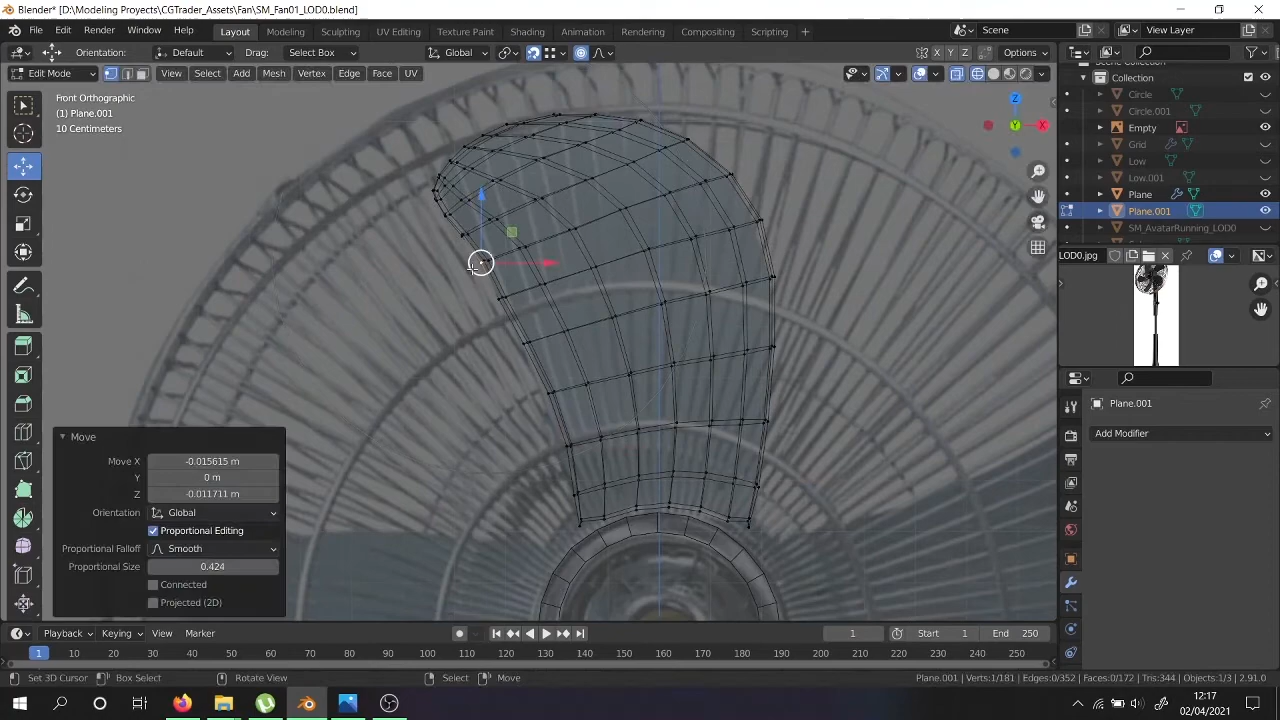 Blender* [D:\Modeling Projects\CGTrader_Assets\Fan\SM_Fan01_LOD0.blend]
File Edit Render Window Help Layout Modeling Sculpting UV Editing Texture Paint Shading Animation Rendering Compositing Scripting + Scene View Layer
Orientation: Default Drag: Select Box Global X Y Z Options
Edit Mode View Select Add Mesh Vertex Edge Face UV
Front Orthographic
(1) Plane.001
10 Centimeters
Z
Y
X
Collection
Circle
Circle.001
Empty
Grid
Low
Low.001
Plane
Plane.001
SM_AvatarRunning_LOD0
LOD0.jpg
Plane.001
Add Modifier
Move
Move X -0.015615 m
Y 0 m
Z -0.011711 m
Orientation Global
Proportional Editing
Proportional Falloff Smooth
Proportional Size 0.424
Connected
Projected (2D)
Playback Keying View Marker 1 Start 1 End 250
1 10 20 30 40 50 60 70 80 90 100 110 120 130 140 150 160 170 180 190 200 210 220 230 240 250
Set 3D Cursor Box Select Rotate View Select Move Plane.001 | Verts:1/181 | Edges:0/352 | Faces:0/172 | Tris:344 | Objects:1/3 | 2.91.0
12:17
02/04/2021